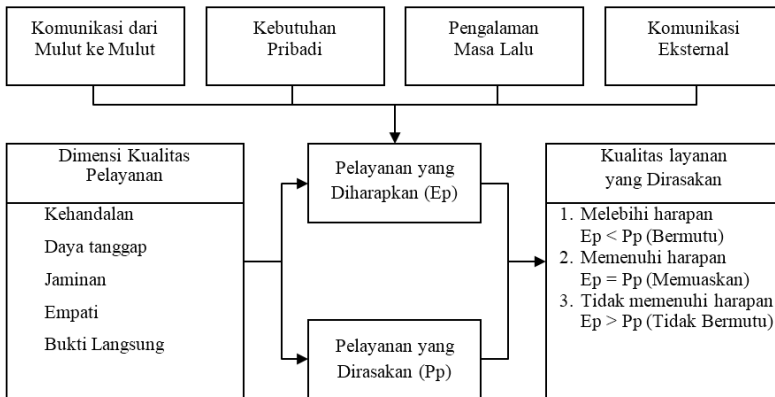 Komunikasi dari
Mulut ke Mulut
Kebutuhan
Pribadi
Pengalaman
Masa Lalu
Komunikasi
Eksternal
Dimensi Kualitas
Pelayanan
Kehandalan
Daya tanggap
Jaminan
Empati
Bukti Langsung
Pelayanan yang
Diharapkan (Ep)
Pelayanan yang
Dirasakan (Pp)
Kualitas layanan
yang Dirasakan
1. Melebihi harapan
Ep < Pp (Bermutu)
2. Memenuhi harapan
Ep = Pp (Memuaskan)
3. Tidak memenuhi harapan
Ep > Pp (Tidak Bermutu)